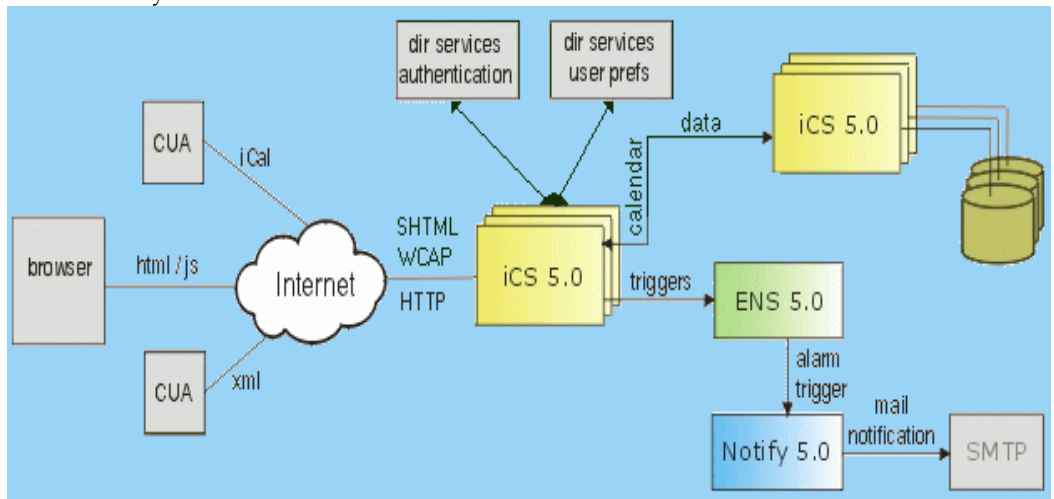 dir services
authentication
dir services
user prefs
CUA
iCal
data
iCS 5.0
calendar
browser
html / js
Internet
SHTML
WCAP
HTTP
iCS 5.0
triggers
ENS 5.0
CUA
xml
alarm
trigger
Notify 5.0
mail
notification
SMTP